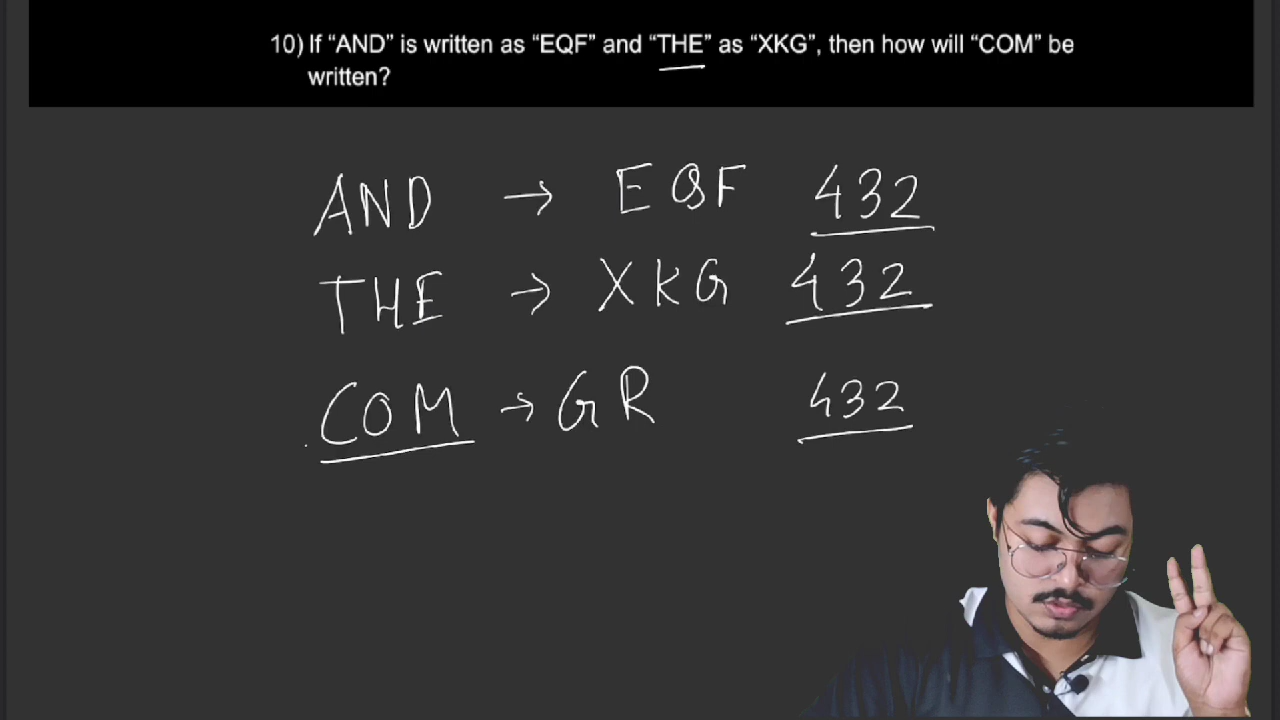 10) If “AND” is written as “EQF” and “THE” as “XKG”, then how will “COM” be
written?
AND → EQF 432
THE → XKG 432
COM → GR 432